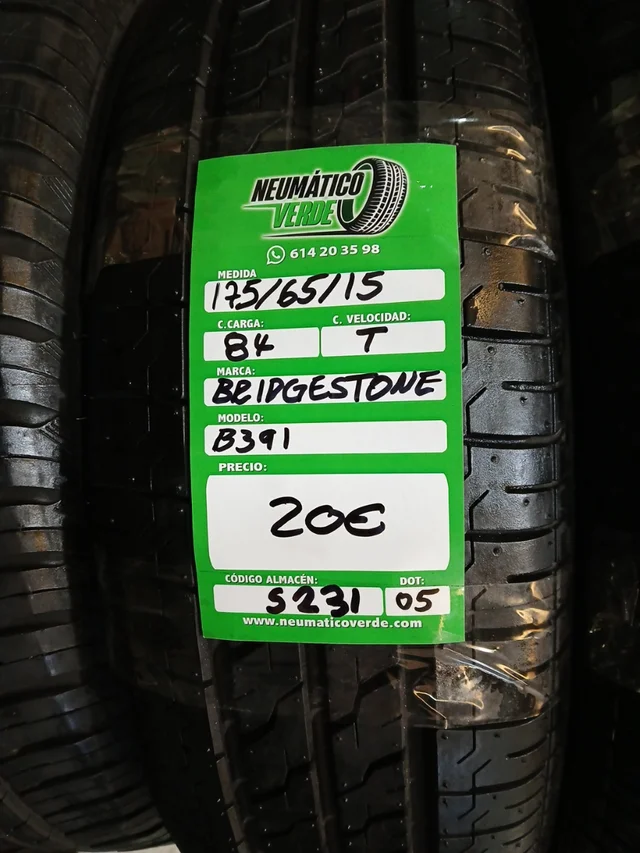 NEUMÁTICO
VERDE
614 20 35 98
MEDIDA
175/65/15
C.CARGA: C. VELOCIDAD:
84 T
MARCA:
BRIDGESTONE
MODELO:
B391
PRECIO:
20€
CÓDIGO ALMACÉN: DOT:
S231 05
www.neumaticoverde.com